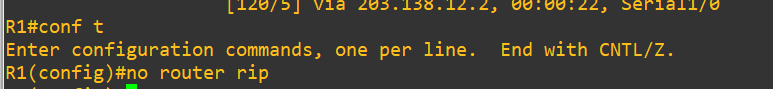 [120/5] via 203.138.12.2, 00:00:22, Serial1/0
R1#conf t
Enter configuration commands, one per line.  End with CNTL/Z.
R1(config)#no router rip